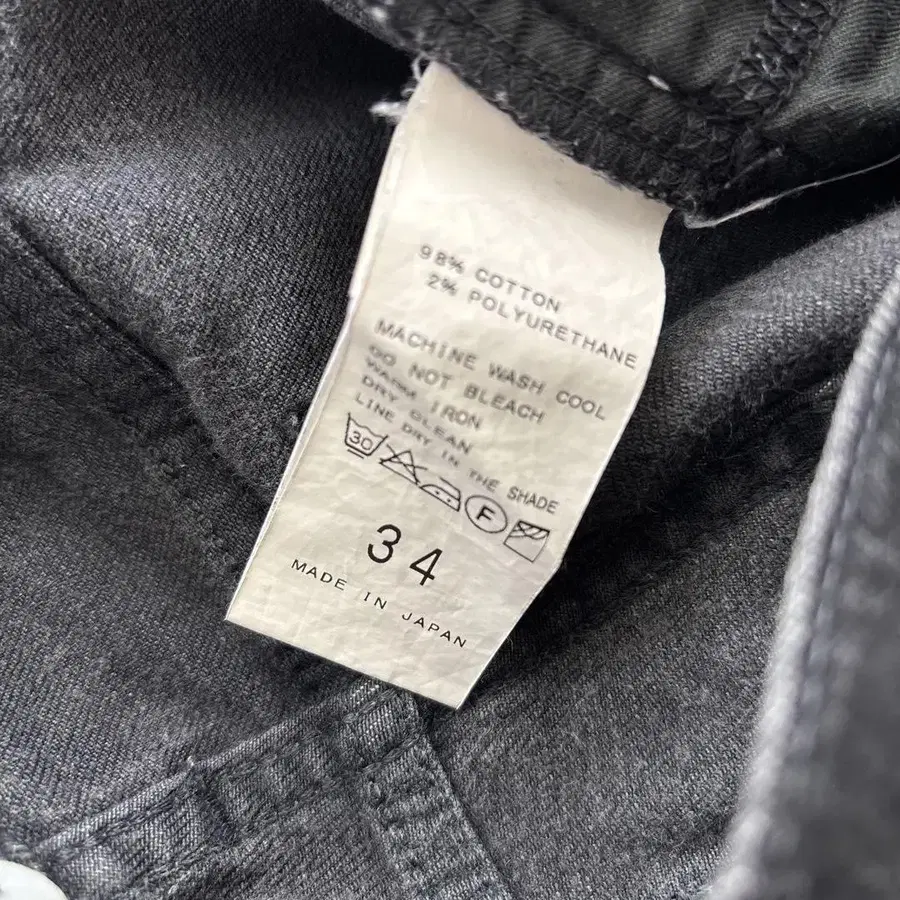 98% COTTON
2% POLYURETHANE
MACHINE WASH COOL
DO NOT BLEACH
WARM IRON
DRY CLEAN
LINE DRY IN THE SHADE
30 F
34
MADE IN JAPAN